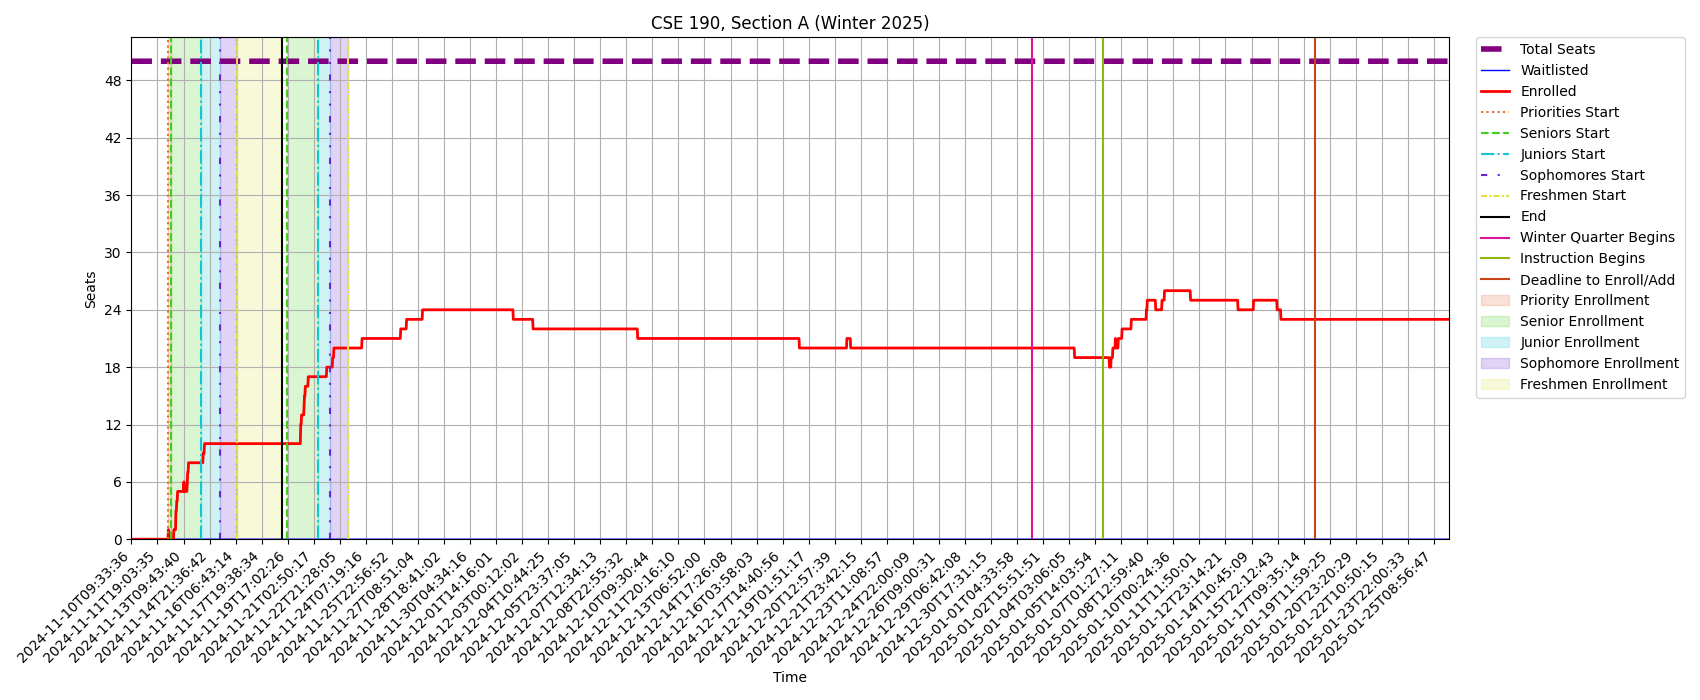 CSE 190, Section A (Winter 2025)
Seats
48
42
36
30
24
18
12
6
0
2024-11-10T09:33:36
2024-11-11T19:03:35
2024-11-13T09:43:40
2024-11-14T21:36:42
2024-11-16T06:43:14
2024-11-17T19:38:34
2024-11-19T17:02:26
2024-11-21T02:50:17
2024-11-22T21:28:05
2024-11-24T07:19:16
2024-11-25T22:56:52
2024-11-27T08:51:04
2024-11-28T18:41:02
2024-11-30T04:34:16
2024-12-01T14:16:01
2024-12-03T00:12:02
2024-12-04T10:44:25
2024-12-05T23:37:05
2024-12-07T12:34:13
2024-12-08T22:55:32
2024-12-10T09:30:44
2024-12-11T20:16:10
2024-12-13T06:52:00
2024-12-14T17:26:08
2024-12-16T03:58:03
2024-12-17T14:40:56
2024-12-19T01:51:17
2024-12-20T12:57:39
2024-12-21T23:42:15
2024-12-23T11:08:57
2024-12-24T22:00:09
2024-12-26T09:00:31
2024-12-29T06:42:08
2024-12-30T17:31:15
2025-01-01T04:33:58
2025-01-02T15:51:51
2025-01-04T03:06:05
2025-01-05T14:03:54
2025-01-07T01:27:11
2025-01-08T12:59:40
2025-01-10T00:24:36
2025-01-11T11:50:01
2025-01-12T23:14:21
2025-01-14T10:45:09
2025-01-15T22:12:43
2025-01-17T09:35:14
2025-01-19T11:59:25
2025-01-20T23:20:29
2025-01-22T10:50:15
2025-01-23T22:00:33
2025-01-25T08:56:47
Time
Total Seats
Waitlisted
Enrolled
Priorities Start
Seniors Start
Juniors Start
Sophomores Start
Freshmen Start
End
Winter Quarter Begins
Instruction Begins
Deadline to Enroll/Add
Priority Enrollment
Senior Enrollment
Junior Enrollment
Sophomore Enrollment
Freshmen Enrollment